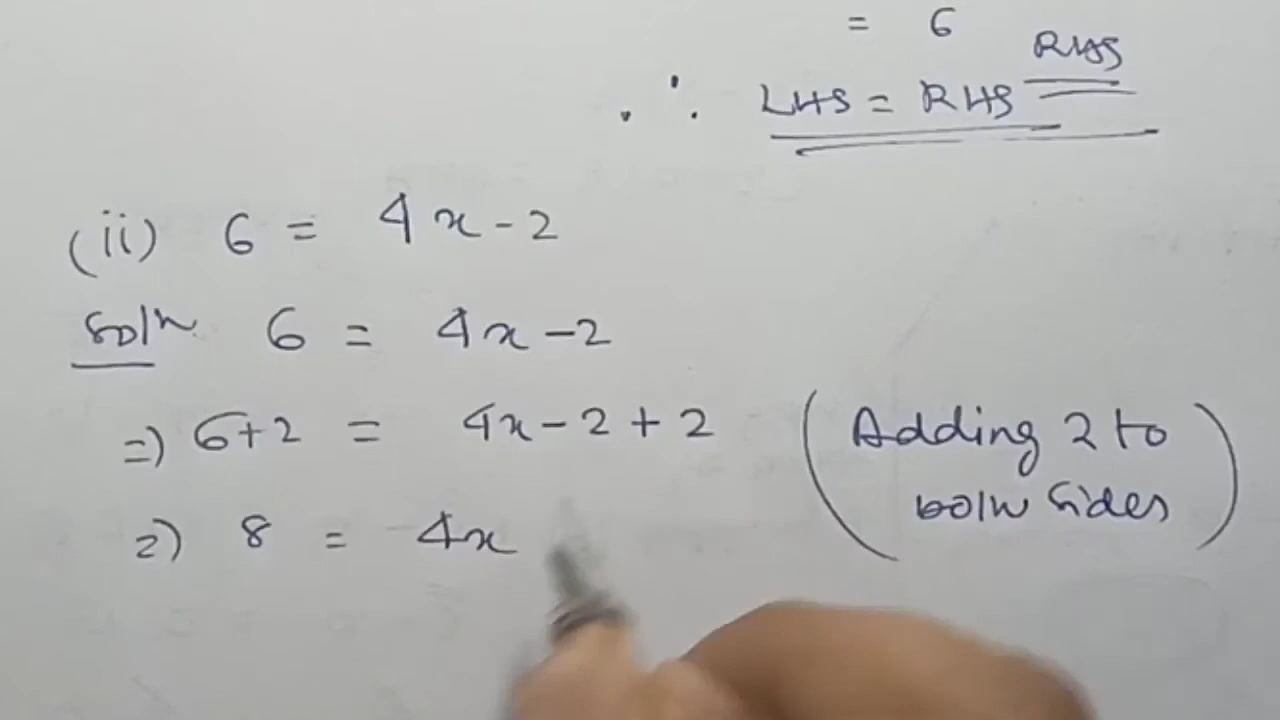 = 6 RHS
∴ LHS = RHS
(ii) 6 = 4x - 2
Soln 6 = 4x - 2
=) 6+2 = 4x - 2 + 2 (Adding 2 to
both sides)
=) 8 = 4x